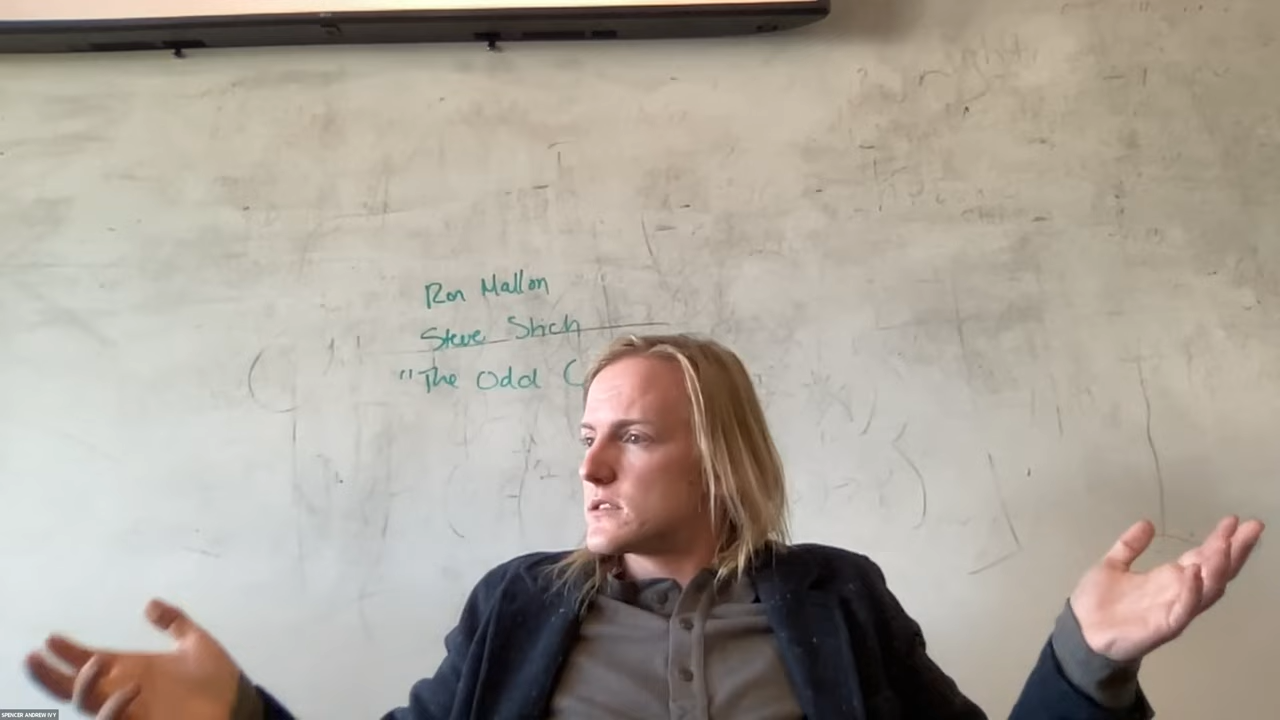 Ron Mallon
Steve Stich
"The Odd C
SPENCER ANDREW IVY